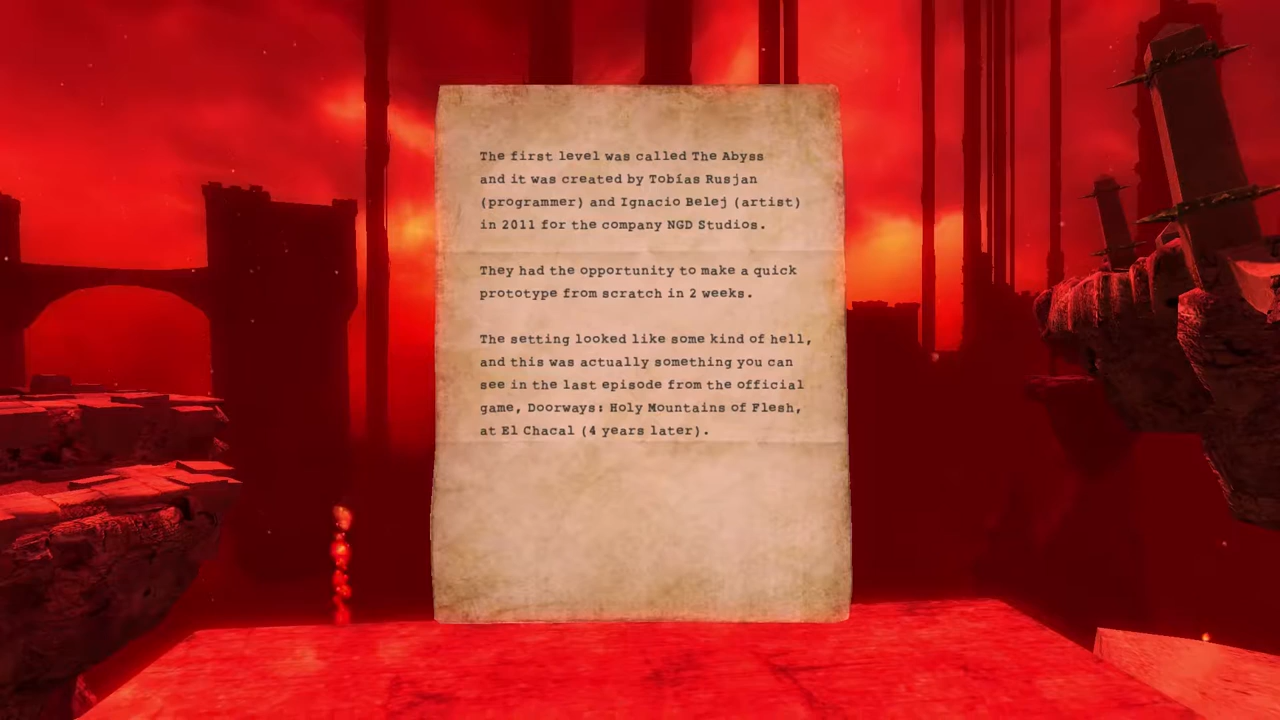 The first level was called The Abyss
and it was created by Tobías Rusjan
(programmer) and Ignacio Belej (artist)
in 2011 for the company NGD Studios.
They had the opportunity to make a quick
prototype from scratch in 2 weeks.
The setting looked like some kind of hell,
and this was actually something you can
see in the last episode from the official
game, Doorways: Holy Mountains of Flesh,
at El Chacal (4 years later).